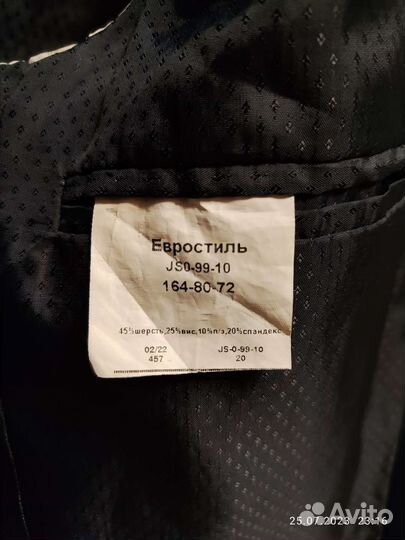 Евростиль
JS0-99-10
164-80-72
45%шерсть,25%вис,10%п/э,20%спандекс
02/22 JS-0-99-10
457 20
25.07.2023 23:16
Avito